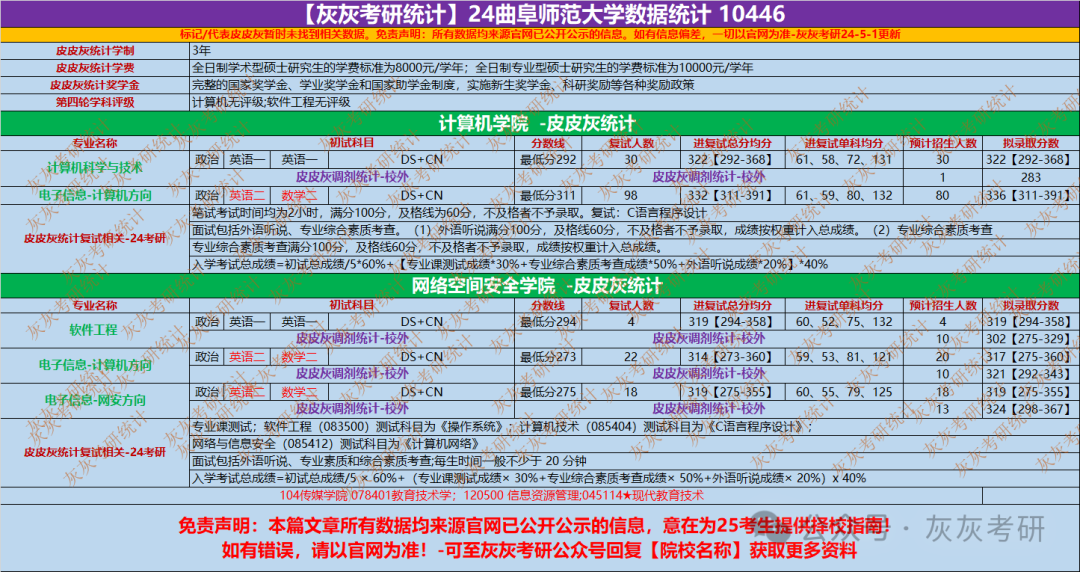 【灰灰考研统计】24曲阜师范大学数据统计 10446
标记/代表皮皮灰暂时未找到相关数据。免责声明：所有数据均来源官网已公开公示的信息。如有信息偏差，一切以官网为准-灰灰考研24-5-1更新
皮皮灰统计学制 3年
皮皮灰统计学费 全日制学术型硕士研究生的学费标准为8000元/学年；全日制专业型硕士研究生的学费标准为10000元/学年
皮皮灰统计奖学金 完整的国家奖学金、学业奖学金和国家助学金制度，实施新生奖学金、科研奖励等各种奖励政策
第四轮学科评级 计算机无评级;软件工程无评级
计算机学院 -皮皮灰统计
专业名称 初试科目 分数线 复试人数 进复试总分均分 进复试单科均分 预计招生人数 拟录取分数
计算机科学与技术 政治 英语一 英语一 DS+CN 最低分292 30 322【292-368】 61、58、72、131 30 322【292-368】
皮皮灰调剂统计-校外 皮皮灰调剂统计-校外 1 283
电子信息-计算机方向 政治 英语二 数学二 DS+CN 最低分311 98 332【311-391】 61、59、80、132 80 336【311-391】
皮皮灰统计复试相关-24考研
笔试考试时间均为2小时，满分100分，及格线为60分，不及格者不予录取。复试：C语言程序设计
面试包括外语听说、专业综合素质考查。（1）外语听说满分100分，及格线60分，不及格者不予录取，成绩按权重计入总成绩。（2）专业综合素质考查
专业综合素质考查满分100分，及格线60分，不及格者不予录取，成绩按权重计入总成绩。
入学考试总成绩=初试总成绩/5*60%+【专业课测试成绩*30%+专业综合素质考查成绩*50%+外语听说成绩*20%】*40%
网络空间安全学院 -皮皮灰统计
专业名称 初试科目 分数线 复试人数 进复试总分均分 进复试单科均分 预计招生人数 拟录取分数
软件工程 政治 英语一 英语一 DS+CN 最低分294 4 319【294-358】 60、52、75、132 4 319【294-358】
皮皮灰调剂统计-校外 皮皮灰调剂统计-校外 10 302【275-329】
电子信息-计算机方向 政治 英语二 数学二 DS+CN 最低分273 22 314【273-360】 59、53、81、121 20 317【275-360】
皮皮灰调剂统计-校外 皮皮灰调剂统计-校外 10 321【292-343】
电子信息-网安方向 政治 英语二 数学二 DS+CN 最低分275 18 319【275-355】 60、55、79、125 18 319【275-355】
皮皮灰调剂统计-校外 皮皮灰调剂统计-校外 13 324【298-367】
皮皮灰统计复试相关-24考研
专业课测试；软件工程（083500）测试科目为《操作系统》；计算机技术（085404）测试科目为《C语言程序设计》；
网络与信息安全（085412）测试科目为《计算机网络》
面试包括外语听说、专业素质和综合素质考查;每生时间一般不少于 20 分钟
入学考试总成绩=初试总成绩/5 × 60%+（专业课测试成绩× 30%+专业综合素质考查成绩× 50%+外语听说成绩× 20%）x 40%
104传媒学院 078401教育技术学；120500 信息资源管理;045114★现代教育技术
免责声明：本篇文章所有数据均来源官网已公开公示的信息，意在为25考生提供择校指南！
如有错误，请以官网为准！-可至灰灰考研公众号回复【院校名称】获取更多资料
公众号 · 灰灰考研